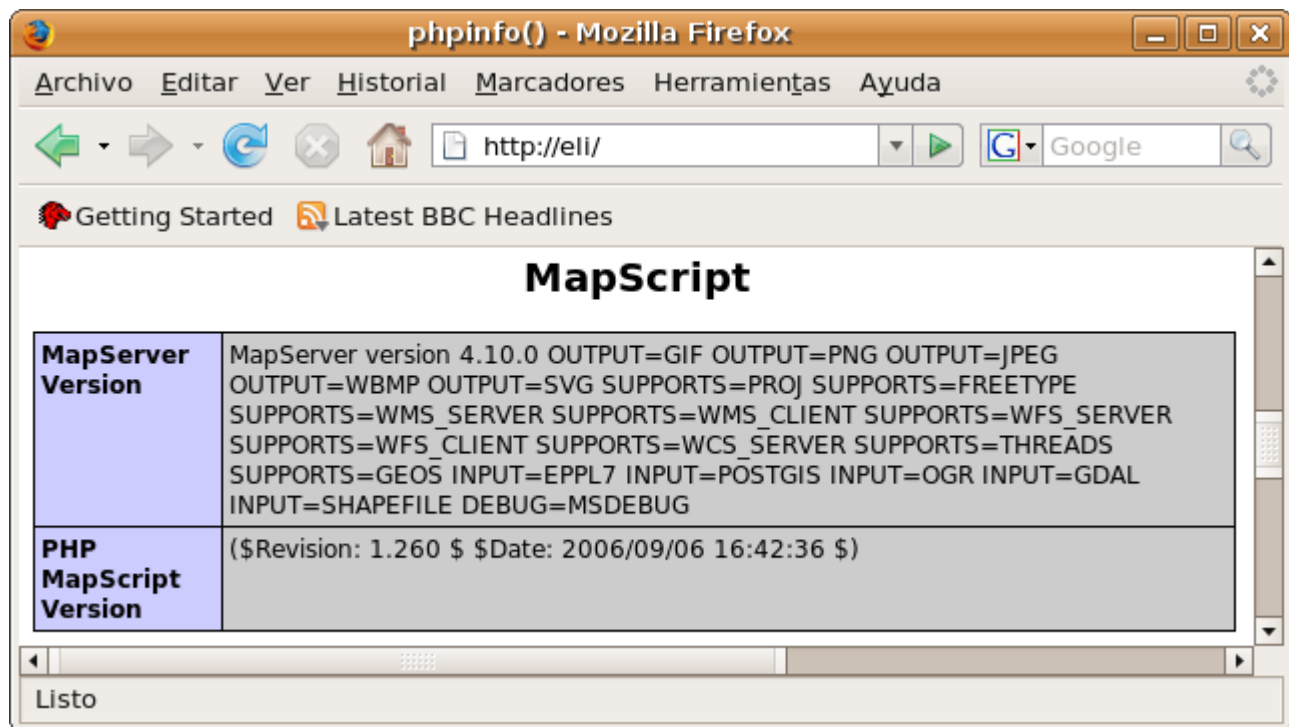 phpinfo() - Mozilla Firefox
Archivo Editar Ver Historial Marcadores Herramientas Ayuda
http://eli/ G Google
Getting Started Latest BBC Headlines
MapScript
MapServer Version
MapServer version 4.10.0 OUTPUT=GIF OUTPUT=PNG OUTPUT=JPEG
OUTPUT=WBMP OUTPUT=SVG SUPPORTS=PROJ SUPPORTS=FREETYPE
SUPPORTS=WMS_SERVER SUPPORTS=WMS_CLIENT SUPPORTS=WFS_SERVER
SUPPORTS=WFS_CLIENT SUPPORTS=WCS_SERVER SUPPORTS=THREADS
SUPPORTS=GEOS INPUT=EPPL7 INPUT=POSTGIS INPUT=OGR INPUT=GDAL
INPUT=SHAPEFILE DEBUG=MSDEBUG
PHP
MapScript
Version
($Revision: 1.260 $ $Date: 2006/09/06 16:42:36 $)
Listo